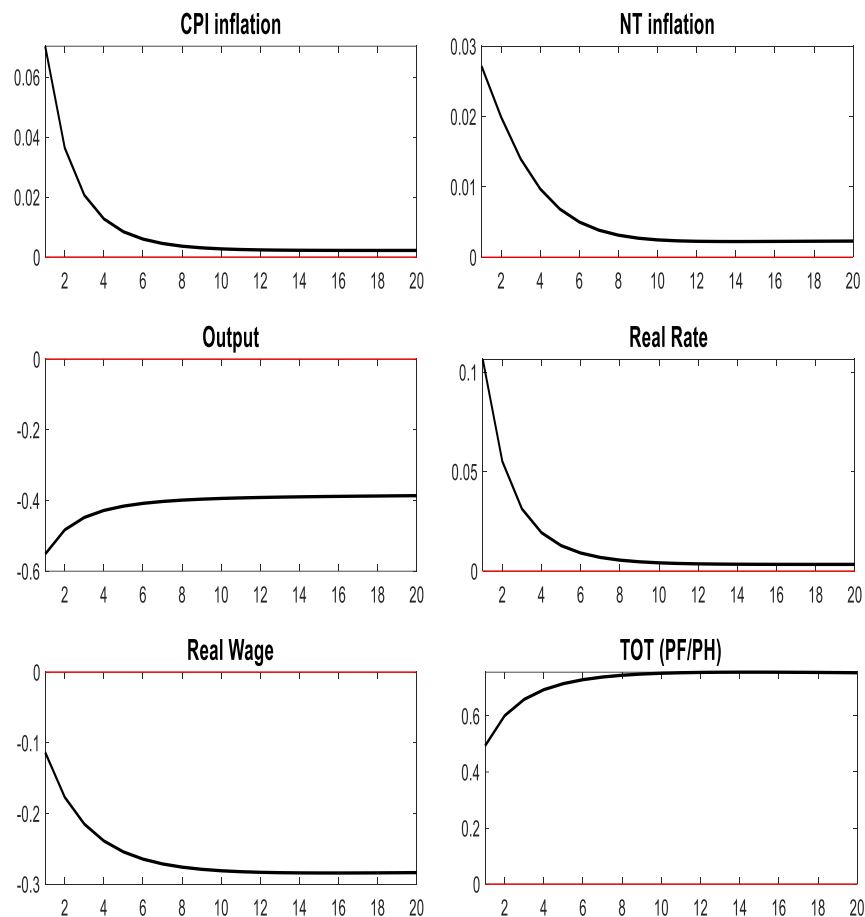 CPI inflation
0.06
0.04
0.02
0
2 4 6 8 10 12 14 16 18 20
NT inflation
0.03
0.02
0.01
0
2 4 6 8 10 12 14 16 18 20
Output
0
-0.2
-0.4
-0.6
2 4 6 8 10 12 14 16 18 20
Real Rate
0.1
0.05
0
2 4 6 8 10 12 14 16 18 20
Real Wage
0
-0.1
-0.2
-0.3
2 4 6 8 10 12 14 16 18 20
TOT (PF/PH)
0.6
0.4
0.2
0
2 4 6 8 10 12 14 16 18 20